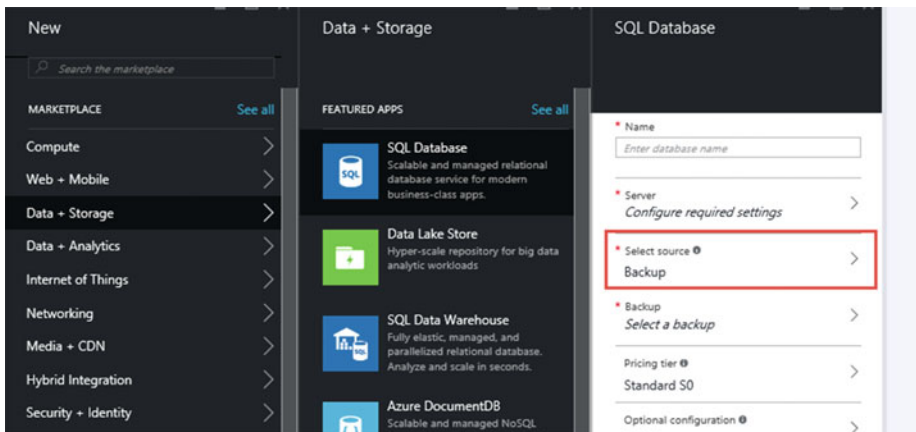 New
Search the marketplace
MARKETPLACE
See all
Compute
Web + Mobile
Data + Storage
Data + Analytics
Internet of Things
Networking
Media + CDN
Hybrid Integration
Security + Identity
Data + Storage
FEATURED APPS
See all
SQL Database
Scalable and managed relational
database service for modern
business-class apps.
SQL
Data Lake Store
Hyper-scale repository for big data
analytic workloads
SQL Data Warehouse
Fully elastic, managed, and
parallelized relational database.
Analyze and scale in seconds.
SQL
Azure DocumentDB
Scalable and managed NoSQL
SQL Database
* Name
Enter database name
* Server
Configure required settings
* Select source
Backup
* Backup
Select a backup
Pricing tier
Standard S0
Optional configuration